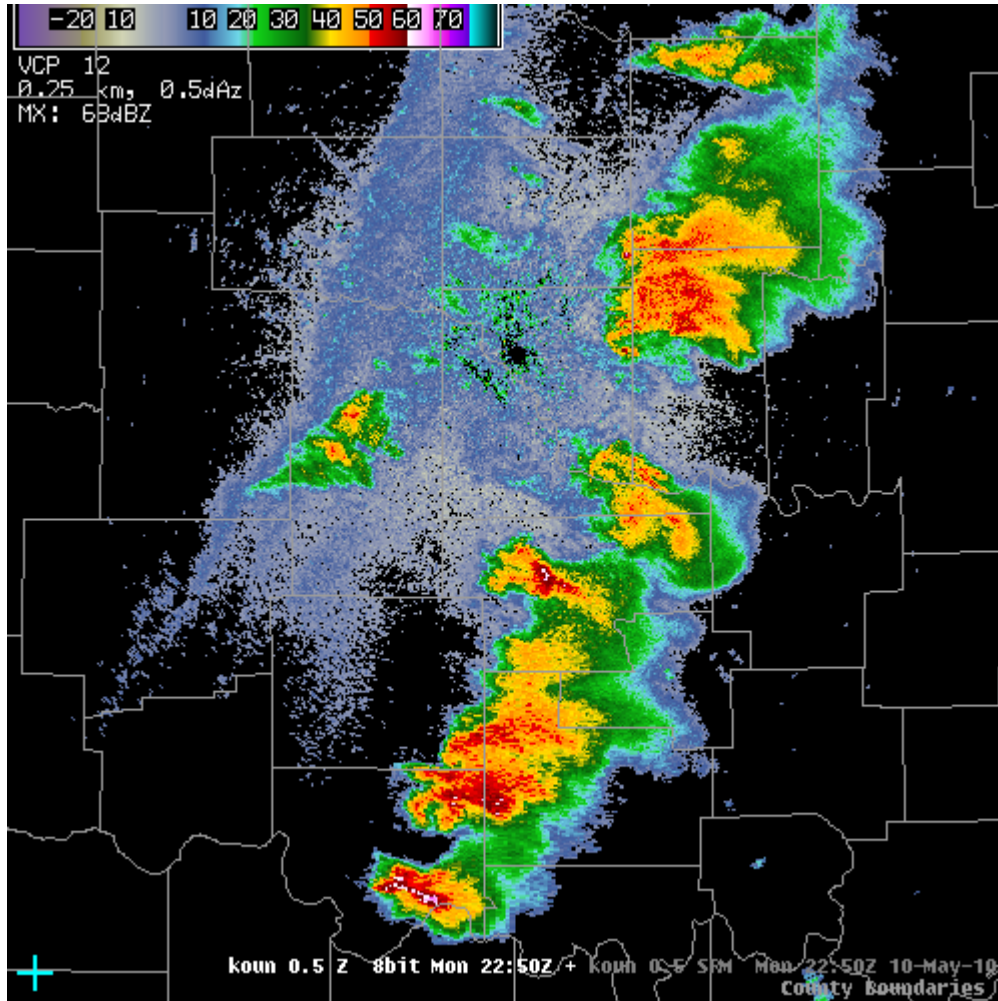 -20 10 10 20 30 40 50 60 70
VCP 12
0.25 km, 0.5dAz
MX: 68dBZ
koun 0.5 Z 8bit Mon 22:50Z + koun 0.5 SRM Mon 22:50Z 10-May-10
County Boundaries